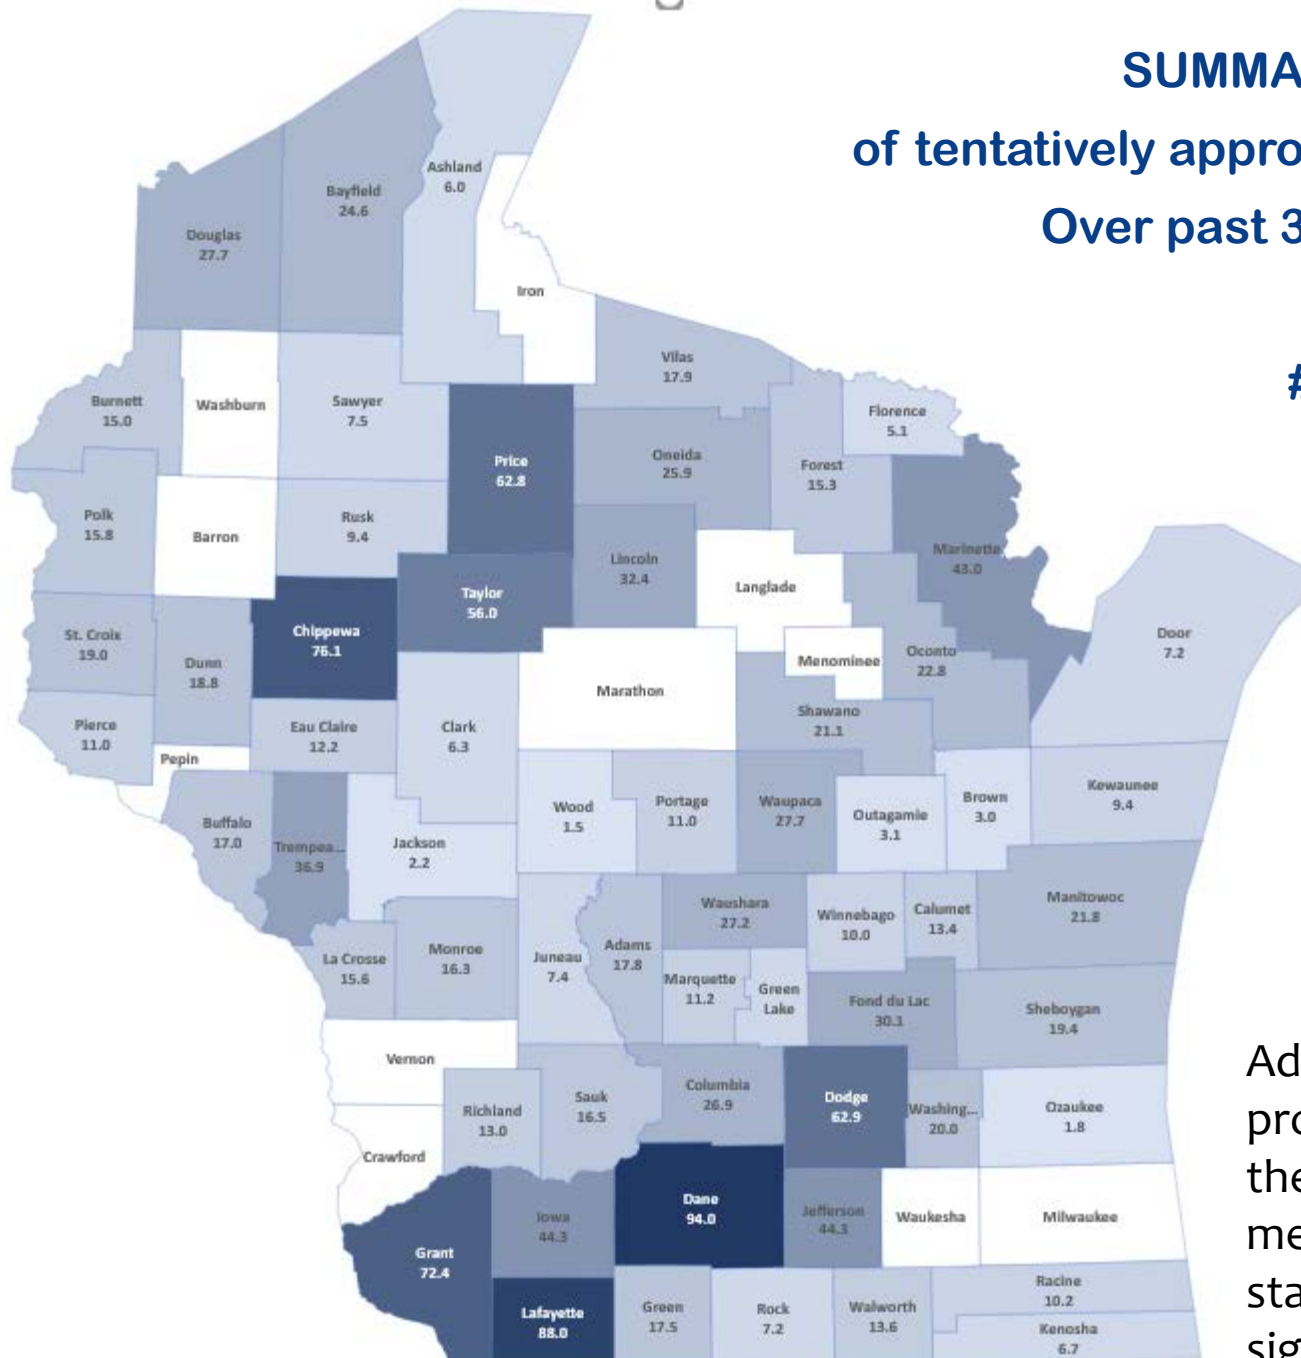 SUMMA
of tentatively appro
Over past 3
#
Ashland
6.0
Bayfield
24.6
Douglas
27.7
Iron
Vilas
17.9
Burnett
15.0
Washburn
Sawyer
7.5
Florence
5.1
Price
62.8
Oneida
25.9
Forest
15.3
Polk
15.8
Barron
Rusk
9.4
Lincoln
32.4
Marinette
43.0
Langlade
Taylor
56.0
Chippewa
76.1
St. Croix
19.0
Dunn
18.8
Door
7.2
Menominee
Oconto
22.8
Marathon
Shawano
21.1
Pierce
11.0
Eau Claire
12.2
Clark
6.3
Pepin
Wood
1.5
Portage
11.0
Waupaca
27.7
Outagamie
3.1
Brown
3.0
Kewaunee
9.4
Buffalo
17.0
Trempea...
36.9
Jackson
2.2
Waushara
27.2
Winnebago
10.0
Calumet
13.4
Manitowoc
21.8
La Crosse
15.6
Monroe
16.3
Juneau
7.4
Adams
17.8
Marquette
11.2
Green
Lake
Fond du Lac
30.1
Sheboygan
19.4
Vernon
Richland
13.0
Sauk
16.5
Columbia
26.9
Dodge
62.9
Washing...
20.0
Ozaukee
1.8
Crawford
Dane
94.0
Iowa
44.3
Jefferson
44.3
Waukesha
Milwaukee
Grant
72.4
Lafayette
88.0
Green
17.5
Rock
7.2
Walworth
13.6
Racine
10.2
Kenosha
6.7
Ad
pro
the
me
sta
sig